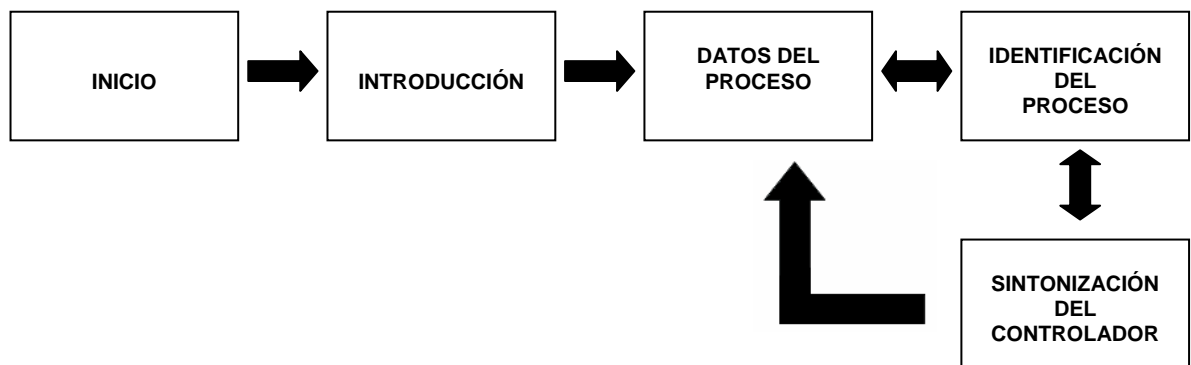 INICIO
INTRODUCCIÓN
DATOS DEL
PROCESO
IDENTIFICACIÓN
DEL
PROCESO
SINTONIZACIÓN
DEL
CONTROLADOR